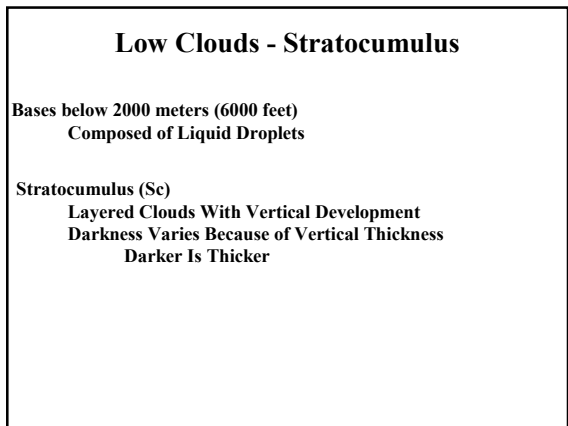 Low Clouds - Stratocumulus
Bases below 2000 meters (6000 feet)
Composed of Liquid Droplets
Stratocumulus (Sc)
Layered Clouds With Vertical Development
Darkness Varies Because of Vertical Thickness
Darker Is Thicker